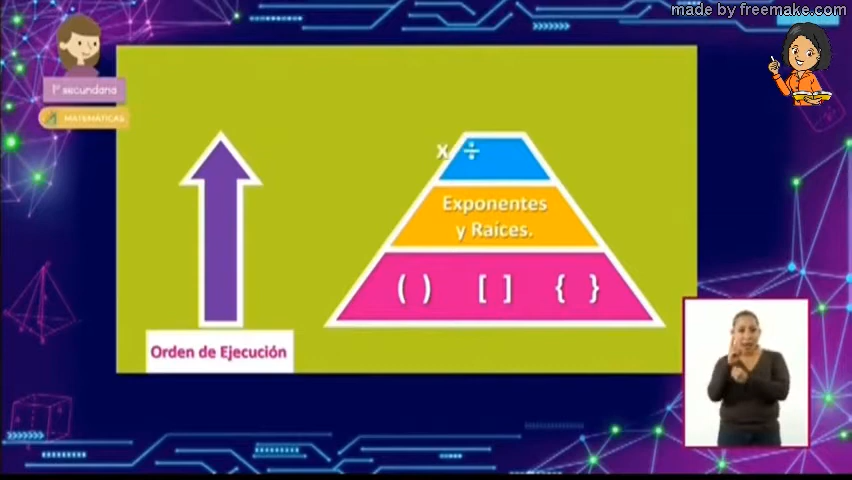 made by freemake.com
1° secundaria
MATEMÁTICAS
x ÷
Exponentes
y Raíces.
( ) [ ] { }
Orden de Ejecución